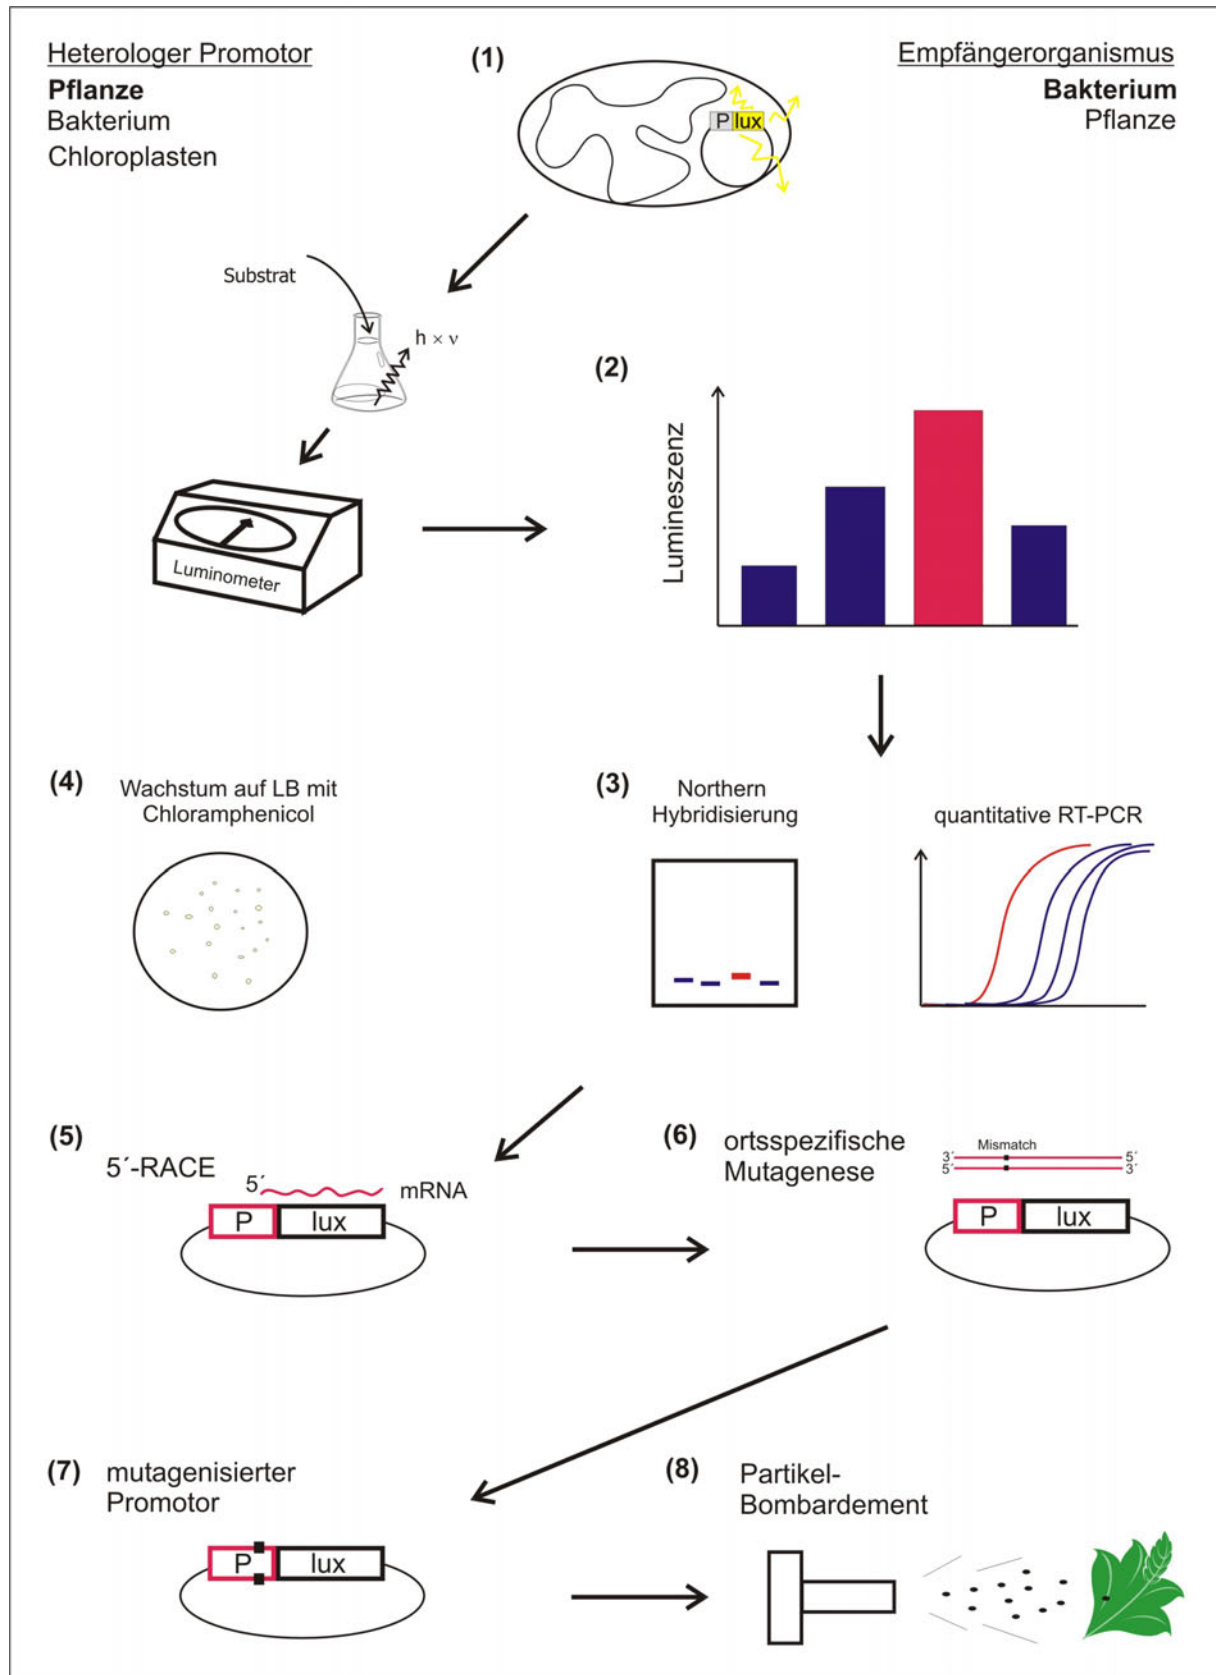 Heterologer Promotor
Pflanze
Bakterium
Chloroplasten
(1)
P lux
Empfängerorganismus
Bakterium
Pflanze
Substrat
h × ν
Luminometer
(2)
Lumineszenz
(4)
Wachstum auf LB mit
Chloramphenicol
(3)
Northern
Hybridisierung
quantitative RT-PCR
(5)
5´-RACE
5´
mRNA
P lux
(6)
ortsspezifische
Mutagenese
Mismatch
3´ 5´
5´ 3´
P lux
(7)
mutagenisierter
Promotor
P lux
(8)
Partikel-
Bombardement